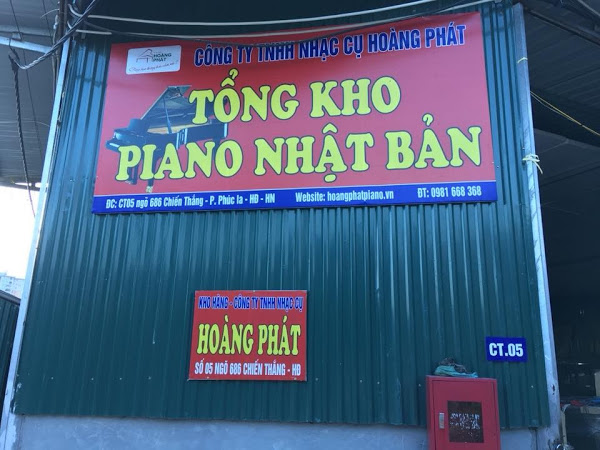 HOÀNG PHÁT
CÔNG TY TNHH NHẠC CỤ HOÀNG PHÁT
TỔNG KHO
PIANO NHẬT BẢN
ĐC: CT05 ngõ 686 Chiến Thắng - P. Phúc la - HĐ - HN Website: hoangphatpiano.vn ĐT: 0981 668 368
KHO HÀNG - CÔNG TY TNHH NHẠC CỤ
HOÀNG PHÁT
SỐ 05 NGÕ 686 CHIẾN THẮNG - HĐ
CT.05